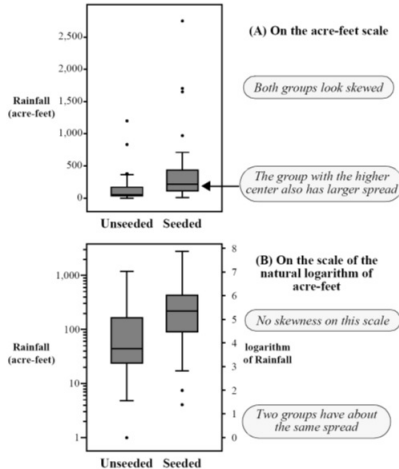 (A) On the acre-feet scale
2,500
2,000
Both groups look skewed
1,500
Rainfall
(acre-feet)
1,000
500
The group with the higher
center also has larger spread
0
Unseeded Seeded
8
(B) On the scale of the
natural logarithm of
acre-feet
1,000
7
6
No skewness on this scale
100
5
Rainfall
(acre-feet)
4
logarithm
of Rainfall
3
10
2
Two groups have about
the same spread
1
1
0
Unseeded Seeded